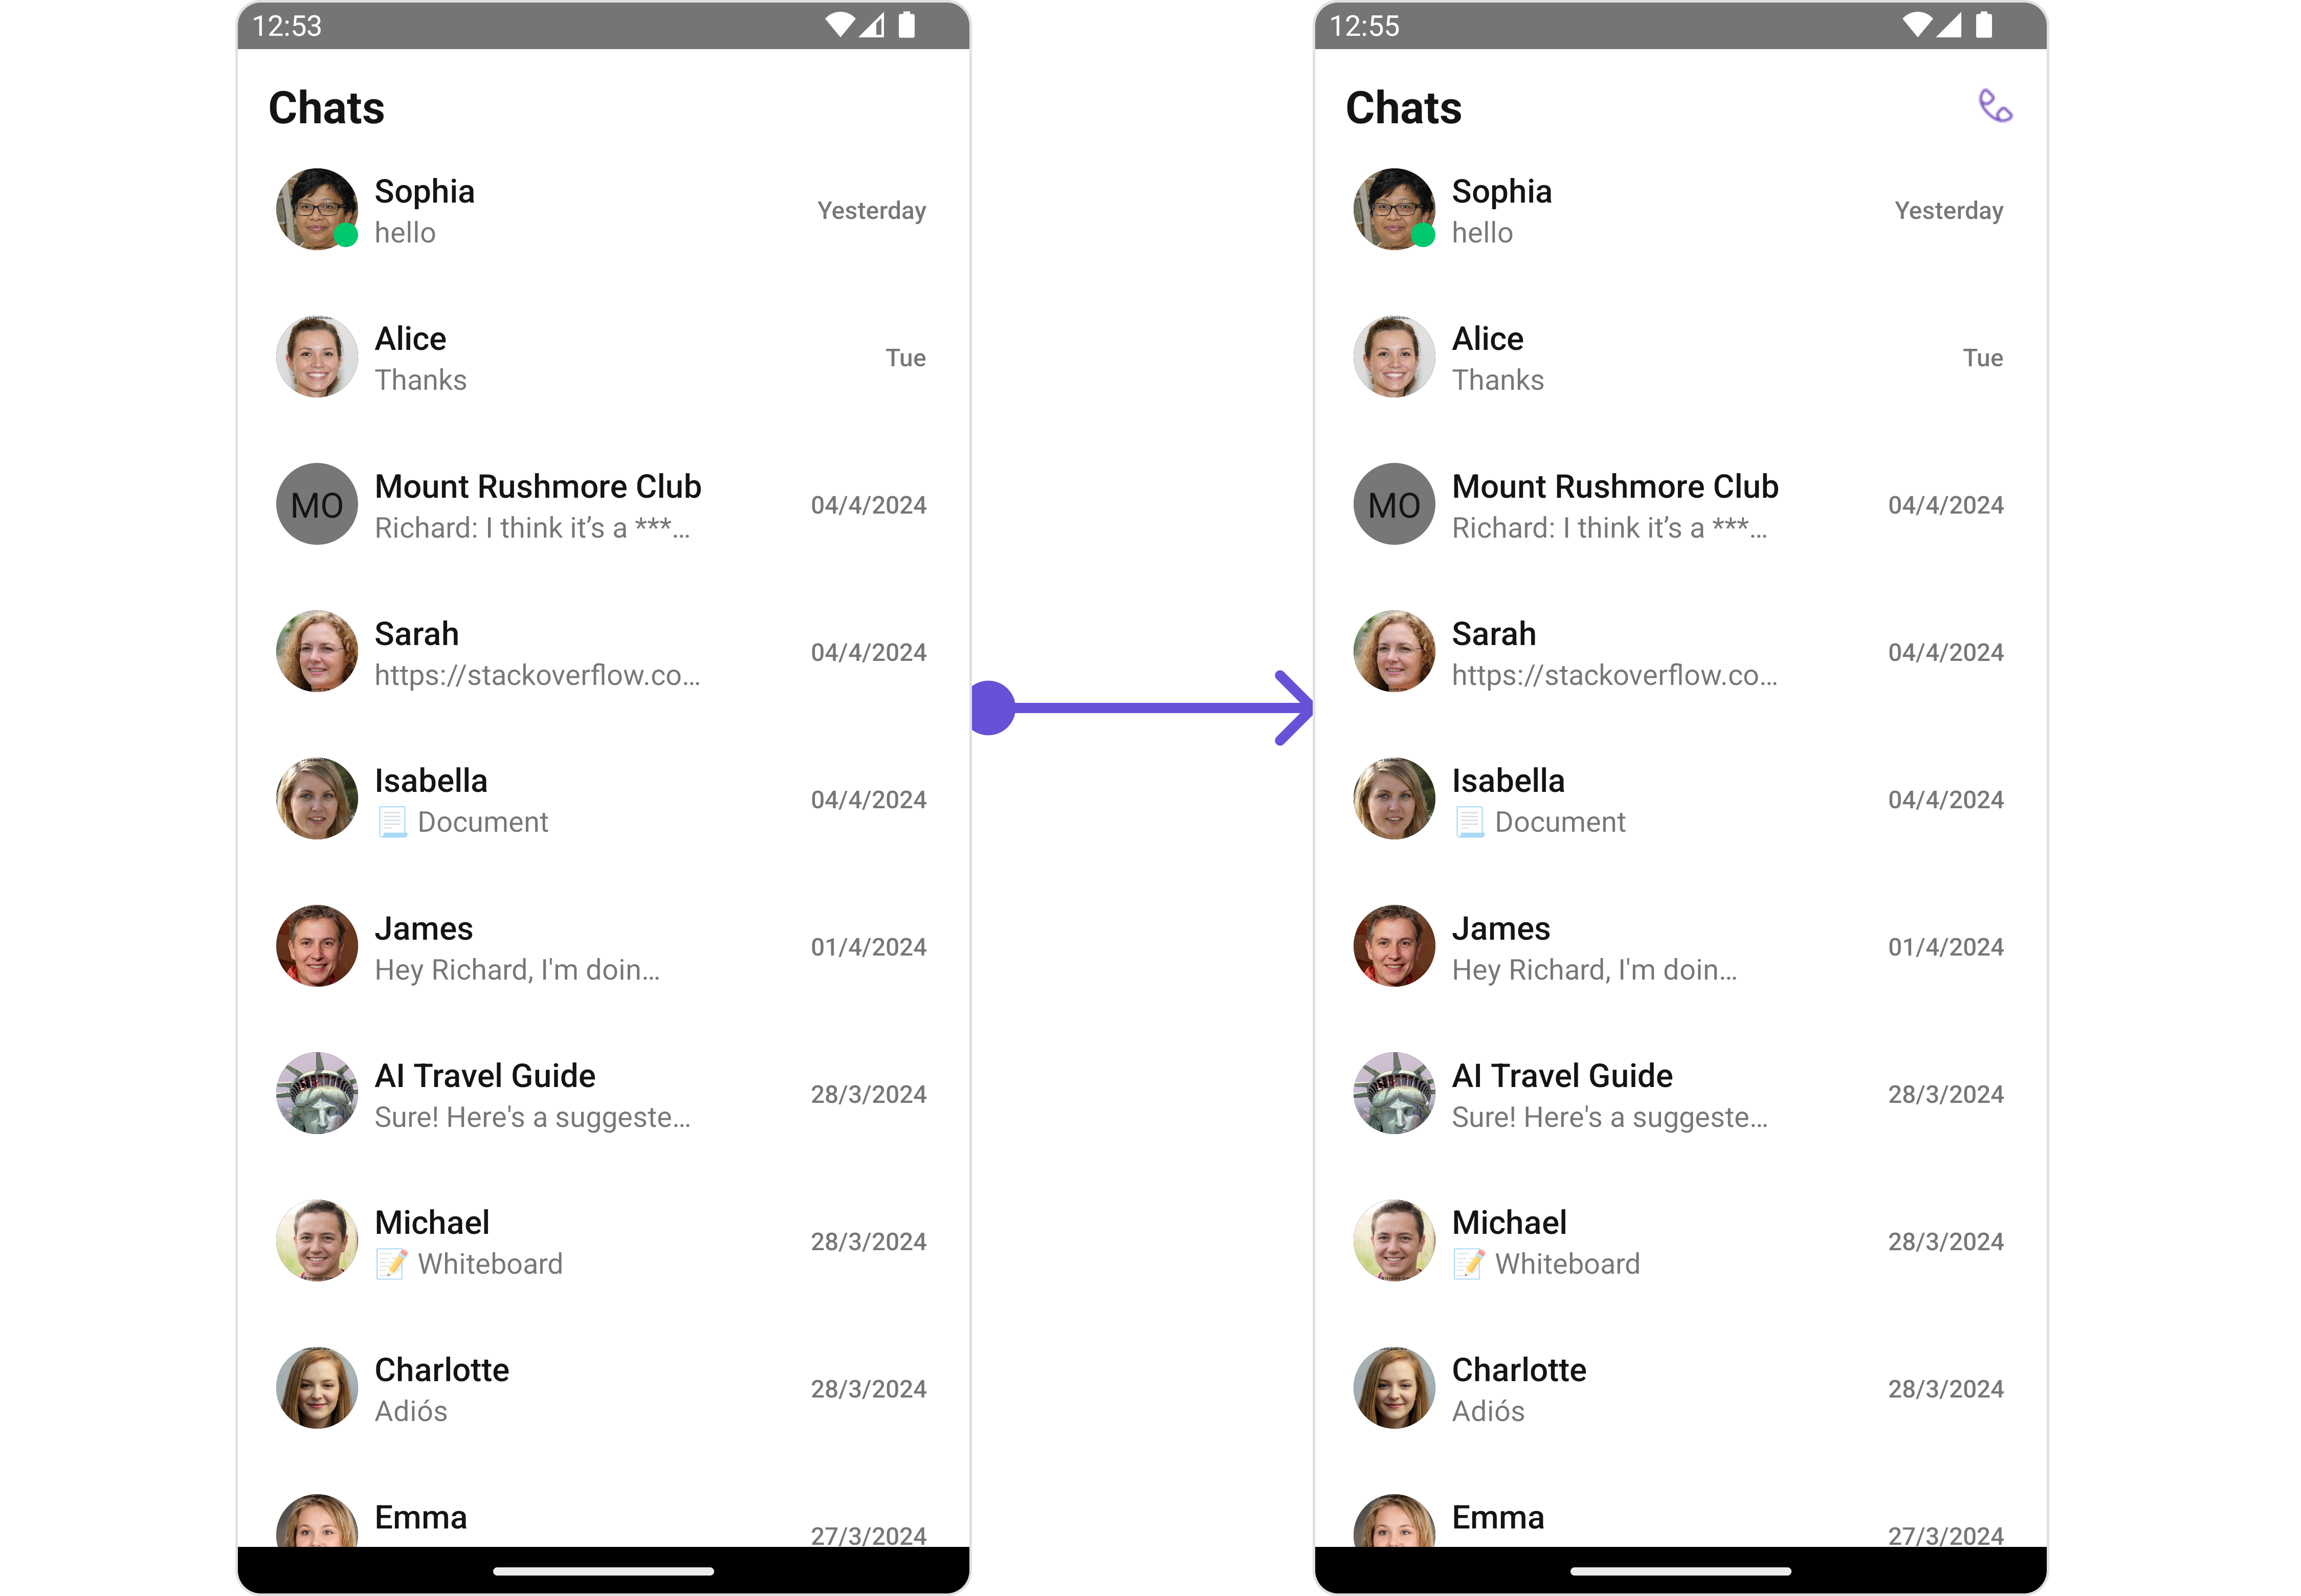 12:53
Chats
Sophia
hello
Yesterday
Alice
Thanks
Tue
MO
Mount Rushmore Club
Richard: I think it’s a ***…
04/4/2024
Sarah
https://stackoverflow.co…
04/4/2024
Isabella
📃 Document
04/4/2024
James
Hey Richard, I'm doin…
01/4/2024
AI Travel Guide
Sure! Here's a suggeste…
28/3/2024
Michael
📝 Whiteboard
28/3/2024
Charlotte
Adiós
28/3/2024
Emma
27/3/2024
12:55
Chats
Sophia
hello
Yesterday
Alice
Thanks
Tue
MO
Mount Rushmore Club
Richard: I think it’s a ***…
04/4/2024
Sarah
https://stackoverflow.co…
04/4/2024
Isabella
📃 Document
04/4/2024
James
Hey Richard, I'm doin…
01/4/2024
AI Travel Guide
Sure! Here's a suggeste…
28/3/2024
Michael
📝 Whiteboard
28/3/2024
Charlotte
Adiós
28/3/2024
Emma
27/3/2024